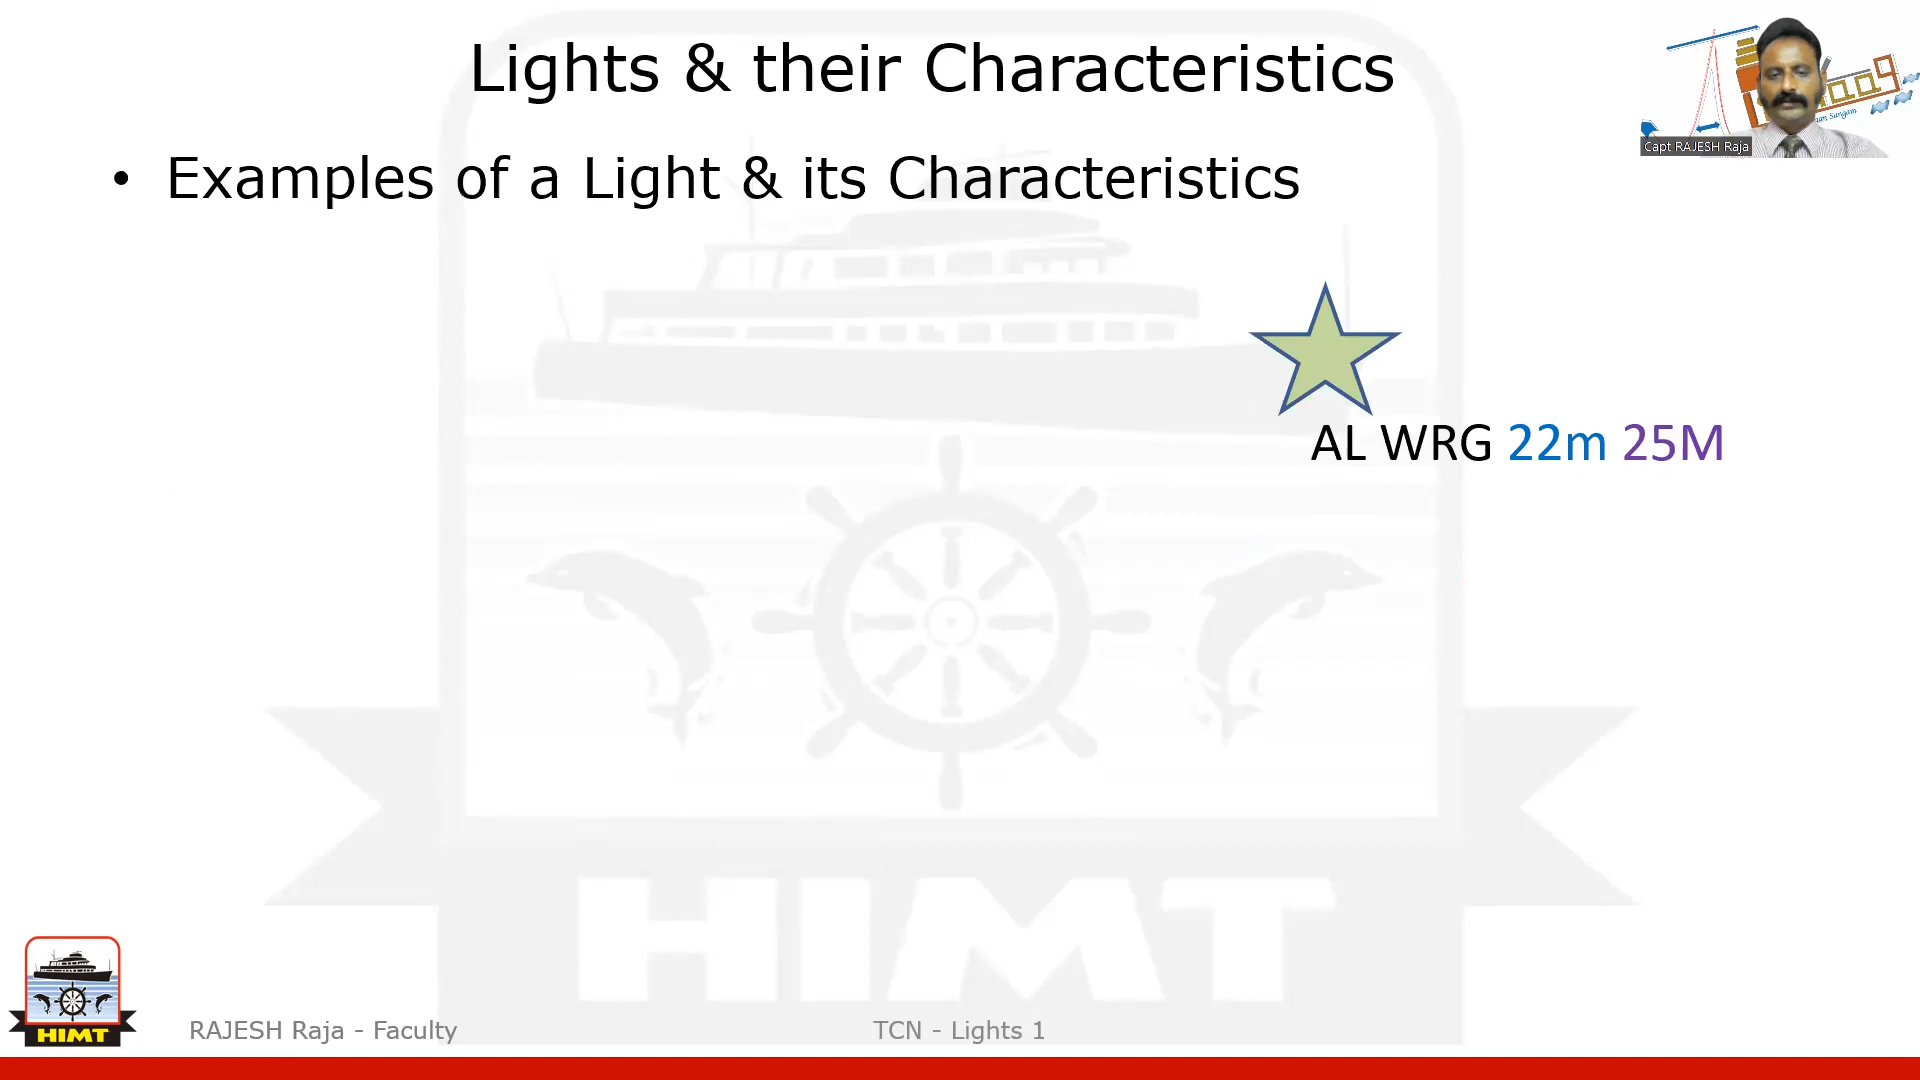 Lights & their Characteristics
• Examples of a Light & its Characteristics
Capt RAJESH Raja
AL WRG 22m 25M
HIMT
HIMT
RAJESH Raja - Faculty
TCN - Lights 1